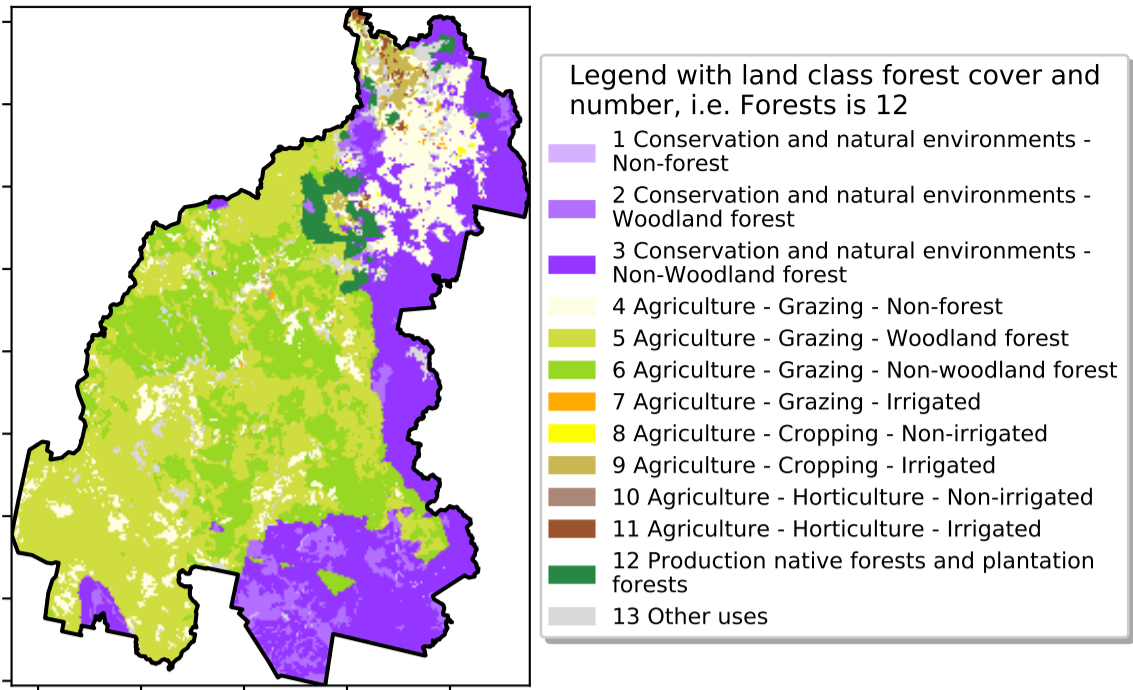 Legend with land class forest cover and
number, i.e. Forests is 12
1 Conservation and natural environments -
Non-forest
2 Conservation and natural environments -
Woodland forest
3 Conservation and natural environments -
Non-Woodland forest
4 Agriculture - Grazing - Non-forest
5 Agriculture - Grazing - Woodland forest
6 Agriculture - Grazing - Non-woodland forest
7 Agriculture - Grazing - Irrigated
8 Agriculture - Cropping - Non-irrigated
9 Agriculture - Cropping - Irrigated
10 Agriculture - Horticulture - Non-irrigated
11 Agriculture - Horticulture - Irrigated
12 Production native forests and plantation
forests
13 Other uses